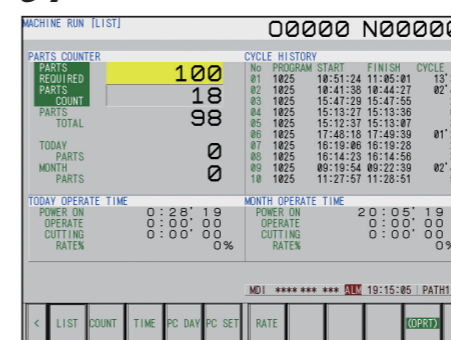 MACHINE RUN [LIST]
O0000 N0000
PARTS COUNTER
PARTS REQUIRED 100
PARTS COUNT 18
PARTS TOTAL 98
TODAY PARTS 0
MONTH PARTS 0
CYCLE HISTORY
No PROGRAM START FINISH CYCLE
01 1025 10:51:24 11:05:01 13'
02 1025 10:41:38 10:44:27 02'
03 1025 15:47:29 15:47:55
04 1025 15:13:27 15:13:36
05 1025 15:12:37 15:13:07
06 1025 17:48:18 17:49:39 01'
07 1025 16:19:06 16:19:28
08 1025 16:14:23 16:14:56
09 1025 09:19:54 09:22:39 02'
10 1025 11:27:57 11:28:51
TODAY OPERATE TIME
POWER ON 0:28' 19
OPERATE 0:00' 00
CUTTING 0:00' 00
RATE% 0%
MONTH OPERATE TIME
POWER ON 20:05' 19
OPERATE 0:00' 00
CUTTING 0:00' 00
RATE% 0%
MDI **** *** *** ALM 19:15:05 PATH1
< LIST COUNT TIME PC DAY PC SET RATE (OPRT)